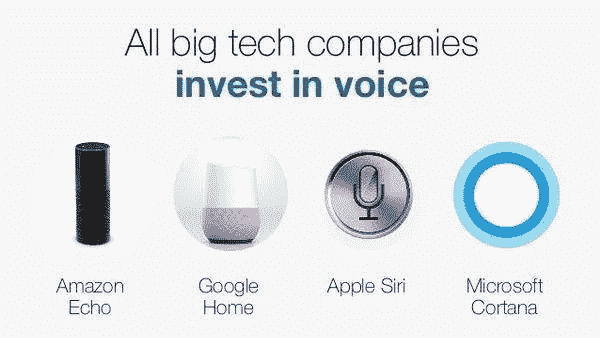 All big tech companies
invest in voice
Amazon
Echo
Google
Home
Apple Siri
Microsoft
Cortana